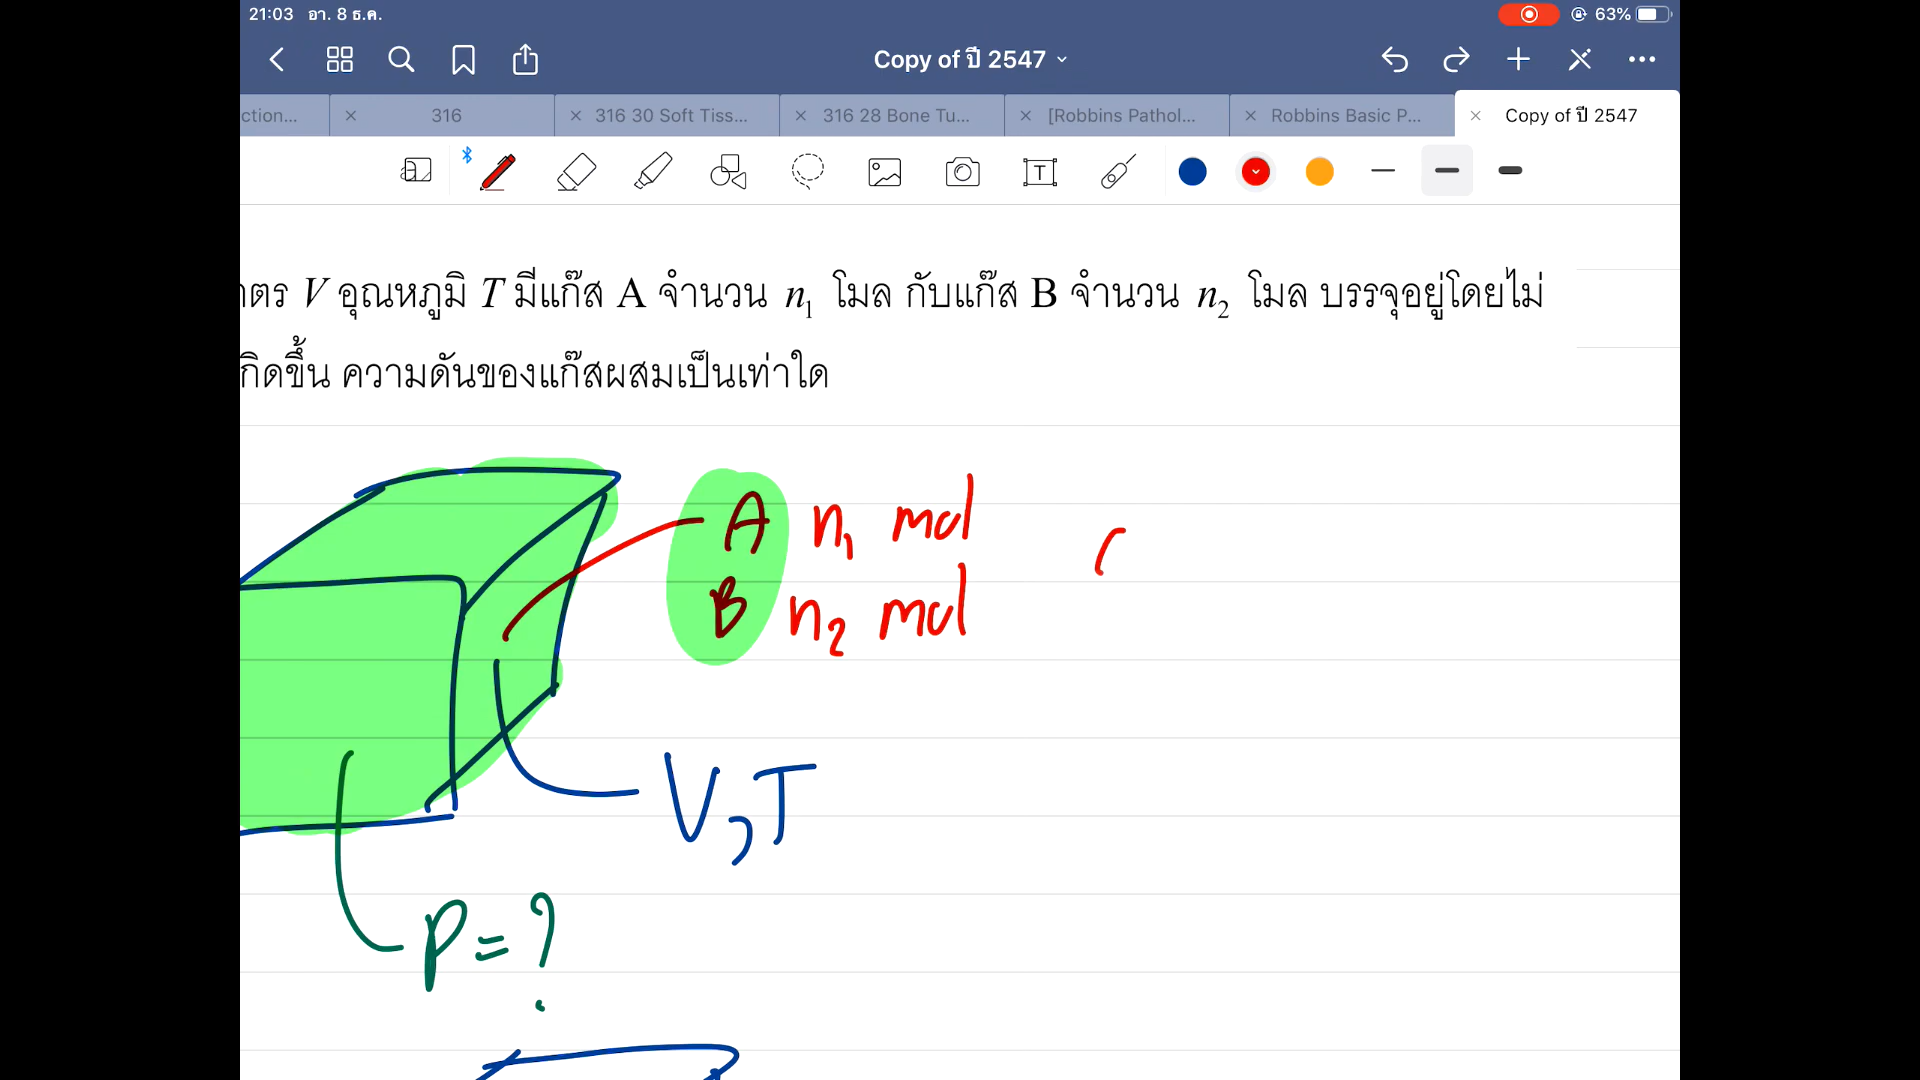 21:03 อา. 8 ธ.ค.
63%
Copy of ปี 2547
ction...
316
316 30 Soft Tiss...
316 28 Bone Tu...
[Robbins Pathol...
Robbins Basic P...
Copy of ปี 2547
V อุณหภูมิ T มีแก๊ส A จำนวน n₁ โมล กับแก๊ส B จำนวน n₂ โมล บรรจุอยู่โดยไม่
กิดขึ้น ความดันของแก๊สผสมเป็นเท่าใด
A n₁ mol
B n₂ mol
V, T
P = ?